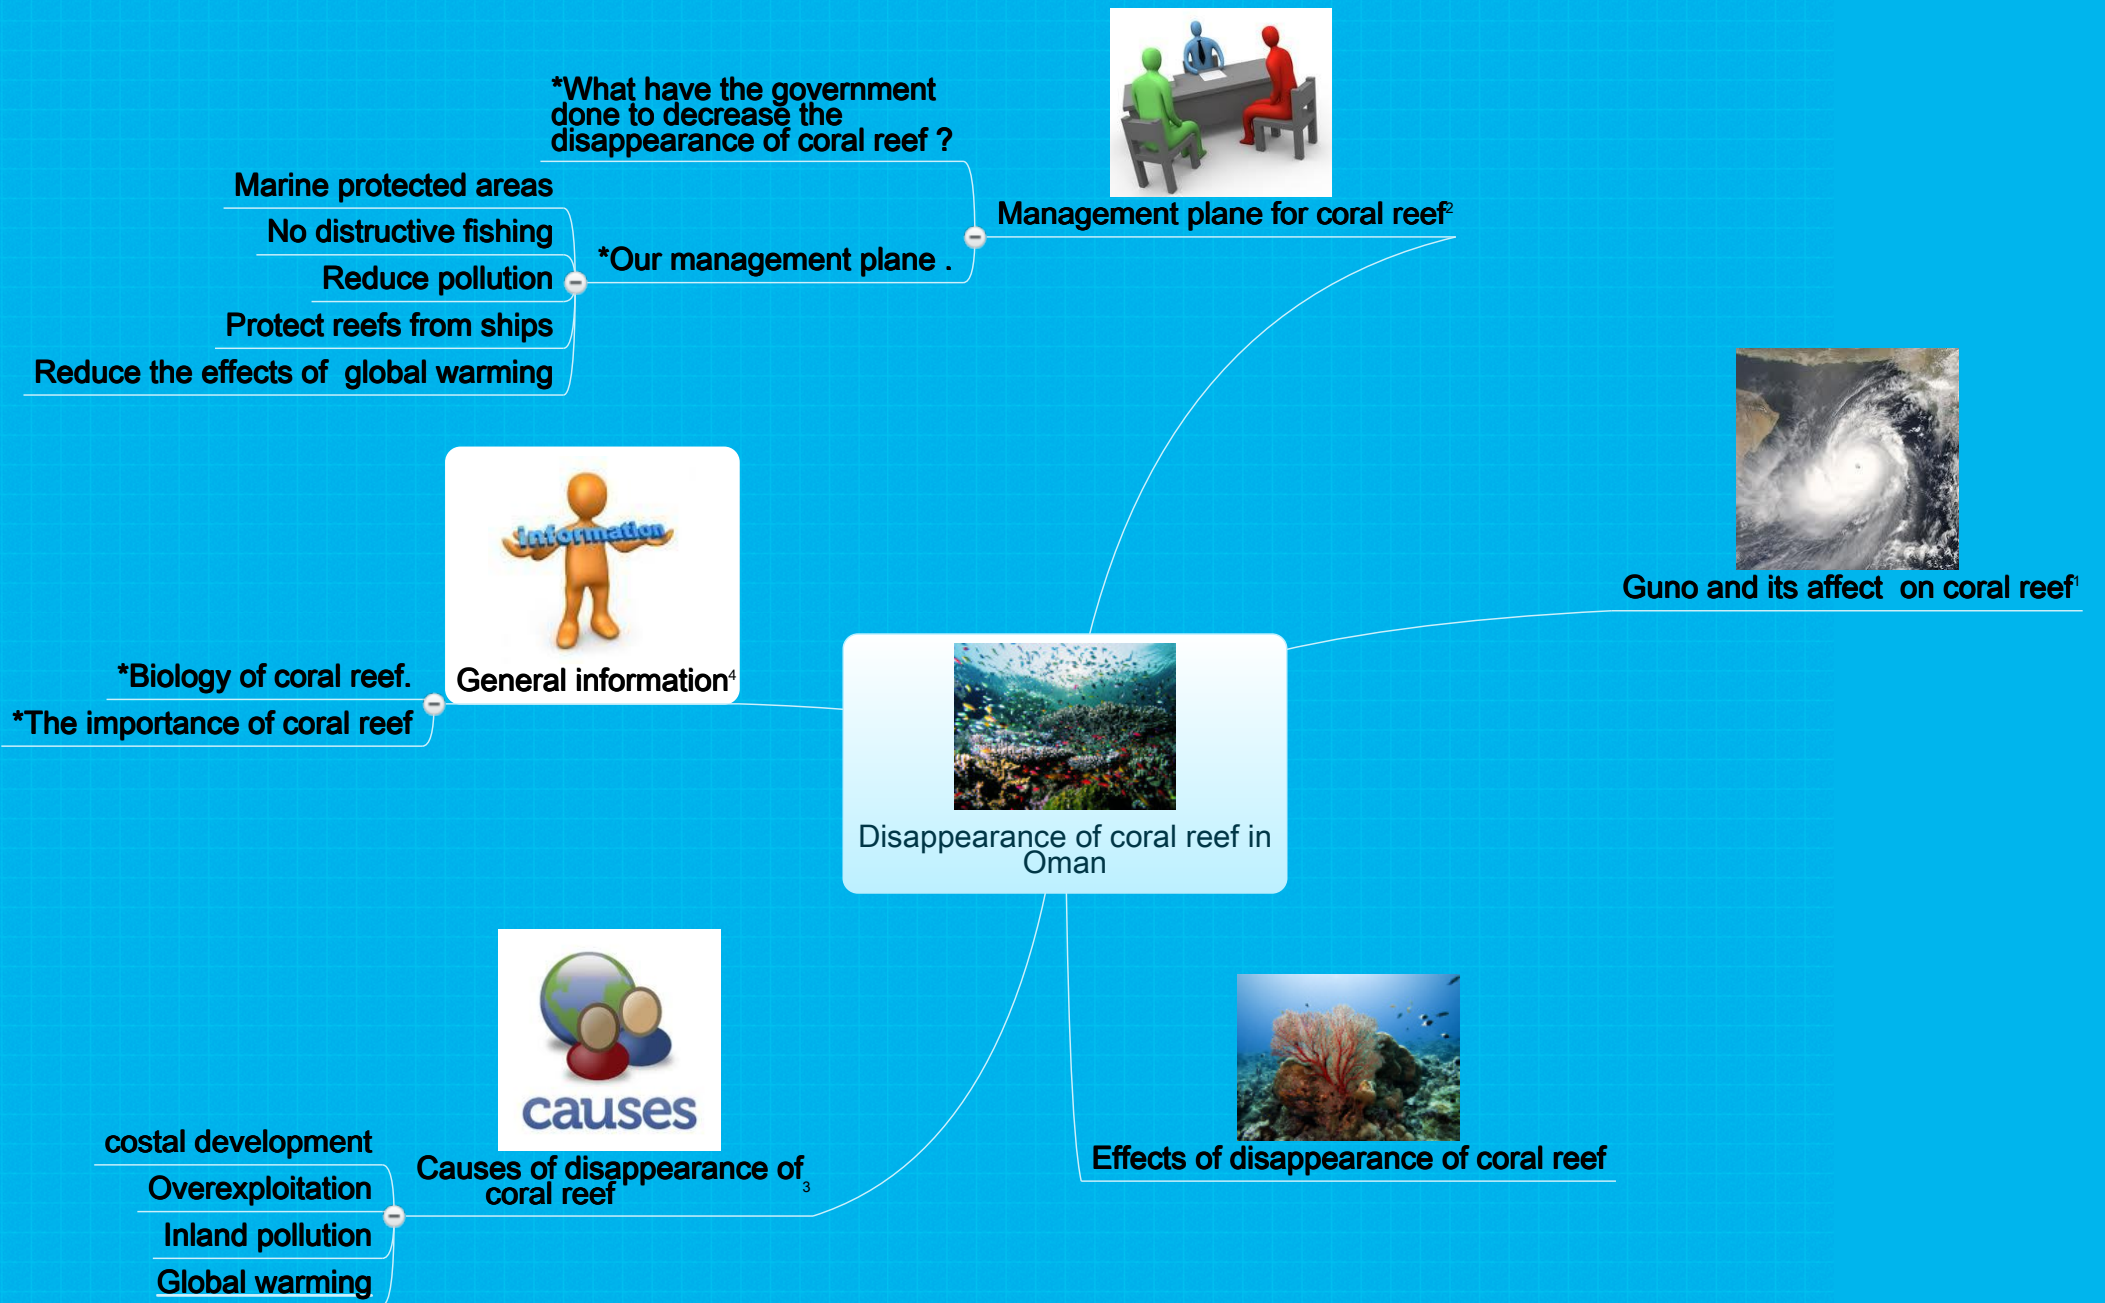 *What have the government
done to decrease the
disappearance of coral reef ?
Management plane for coral reef²
*Our management plane .
Marine protected areas
No distructive fishing
Reduce pollution
Protect reefs from ships
Reduce the effects of  global warming
Guno and its affect  on coral reef¹
information
General information⁴
*Biology of coral reef.
*The importance of coral reef
Disappearance of coral reef in
Oman
causes
Causes of disappearance of
coral reef ³
costal development
Overexploitation
Inland pollution
Global warming
Effects of disappearance of coral reef